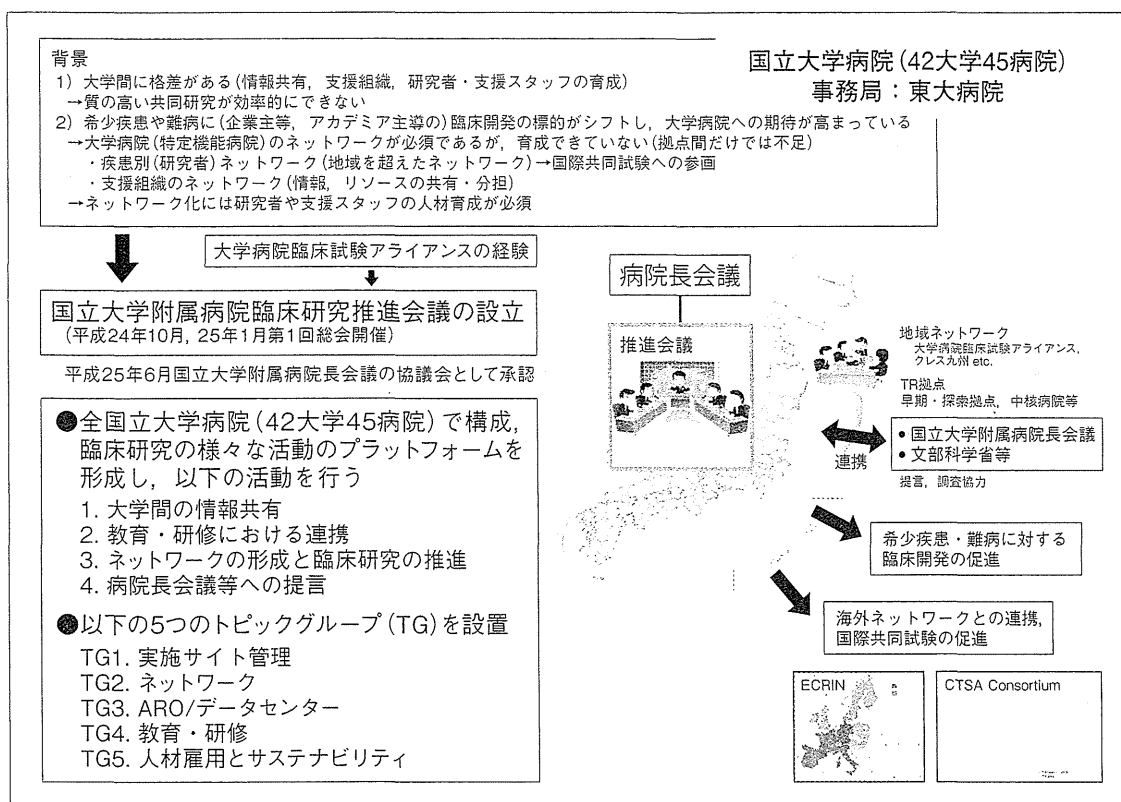 背景
1) 大学間に格差がある(情報共有, 支援組織, 研究者・支援スタッフの育成)
→質の高い共同研究が効率的にできない
2) 希少疾患や難病に(企業主等, アカデミア主導の)臨床開発の標的がシフトし, 大学病院への期待が高まっている
→大学病院(特定機能病院)のネットワークが必須であるが, 育成できていない(拠点間だけでは不足)
・疾患別(研究者)ネットワーク(地域を超えたネットワーク)→国際共同試験への参画
・支援組織のネットワーク(情報, リソースの共有・分担)
→ネットワーク化には研究者や支援スタッフの人材育成が必須
国立大学病院(42大学45病院)
事務局：東大病院
大学病院臨床試験アライアンスの経験
国立大学附属病院臨床研究推進会議の設立
(平成24年10月, 25年1月第1回総会開催)
平成25年6月国立大学附属病院長会議の協議会として承認
●全国立大学病院(42大学45病院)で構成,
臨床研究の様々な活動のプラットフォームを
形成し, 以下の活動を行う
1. 大学間の情報共有
2. 教育・研修における連携
3. ネットワークの形成と臨床研究の推進
4. 病院長会議等への提言
●以下の5つのトピックグループ(TG)を設置
TG1. 実施サイト管理
TG2. ネットワーク
TG3. ARO/データセンター
TG4. 教育・研修
TG5. 人材雇用とサステナビリティ
病院長会議
推進会議
地域ネットワーク
大学病院臨床試験アライアンス,
クレス九州 etc.
TR拠点
早期・探索拠点, 中核病院等
連携
• 国立大学附属病院長会議
• 文部科学省等
提言, 調査協力
希少疾患・難病に対する
臨床開発の促進
海外ネットワークとの連携,
国際共同試験の促進
ECRIN
CTSA Consortium